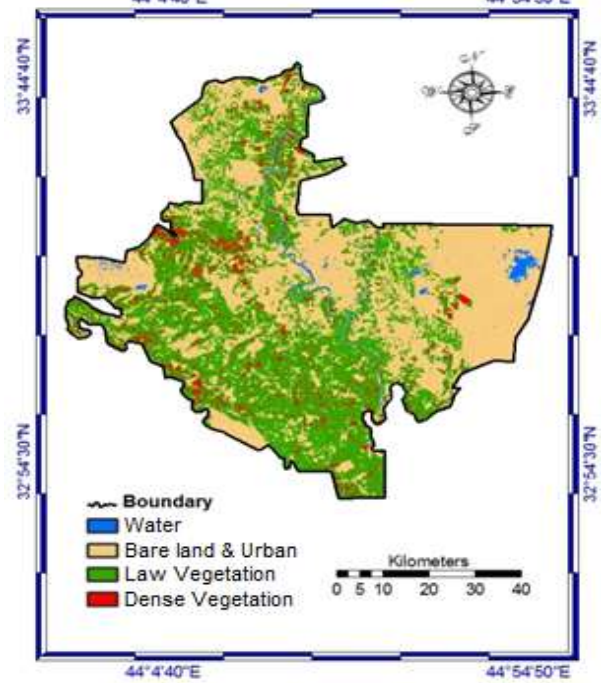 33°44'40"N
33°44'40"N
32°54'30"N
32°54'30"N
Boundary
Water
Bare land & Urban
Law Vegetation
Dense Vegetation
Kilometers
0 5 10 20 30 40
44°4'40"E
44°54'50"E